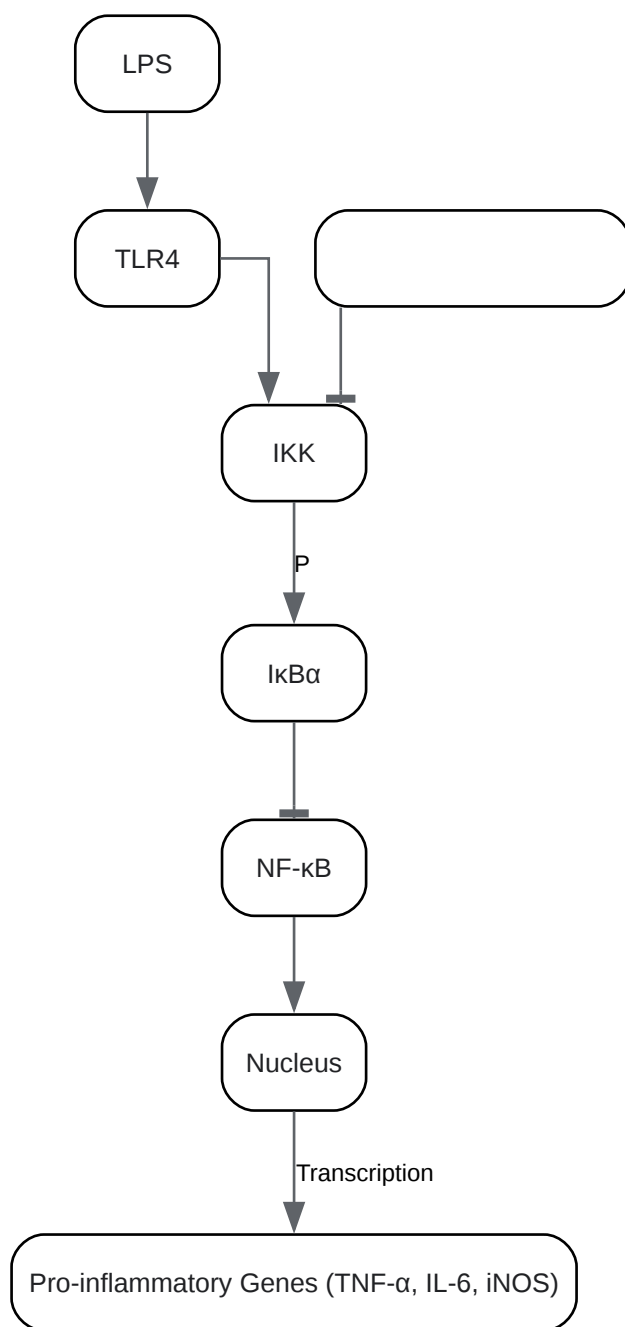 LPS
TLR4
IKK
P
IκBα
NF-κB
Nucleus
Transcription
Pro-inflammatory Genes (TNF-α, IL-6, iNOS)